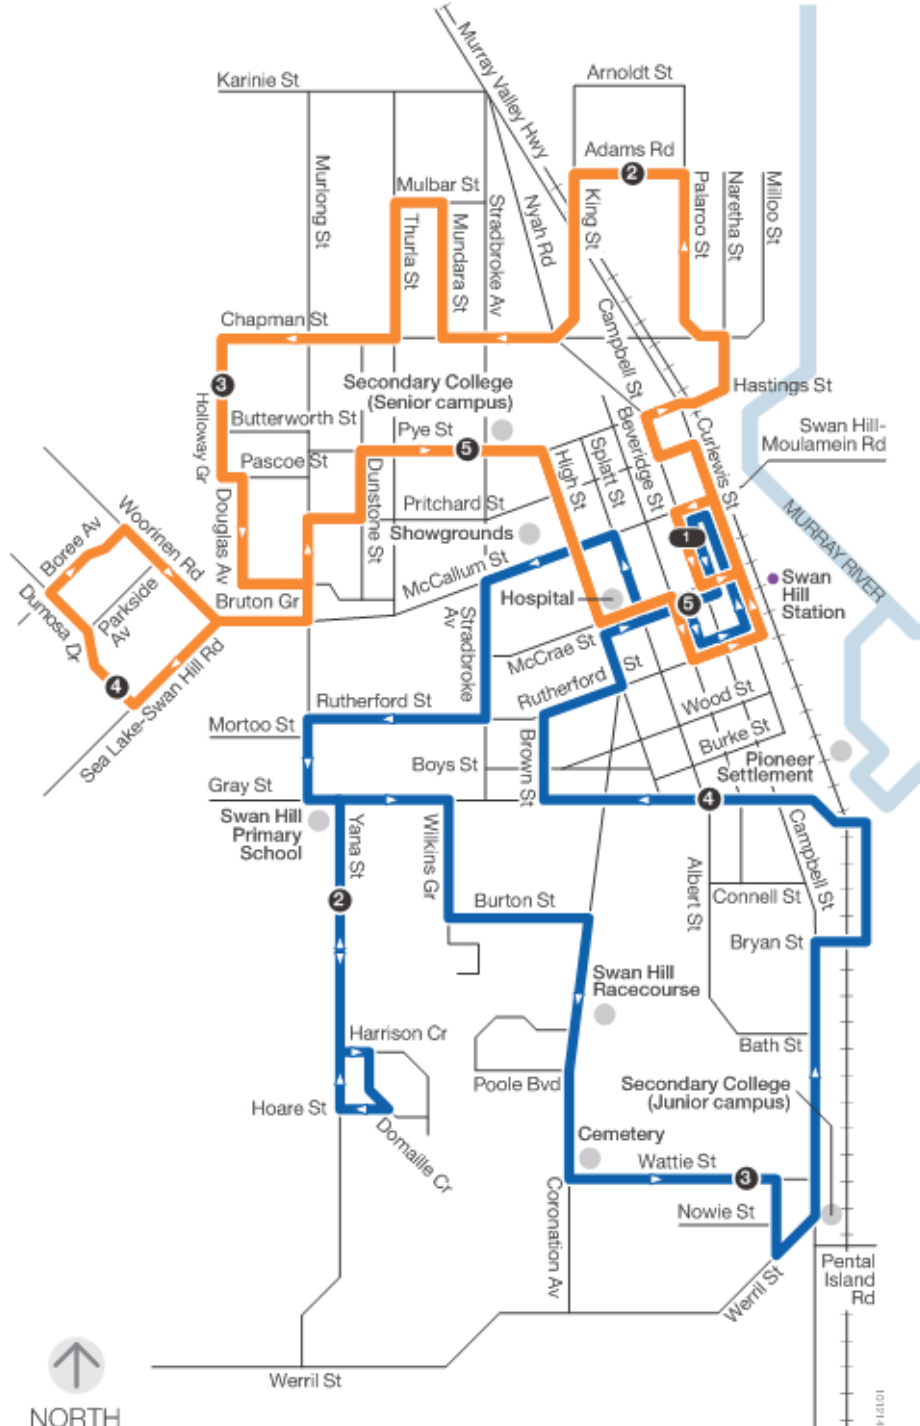 Karinie St
Murray Valley Hwy
Arnoldt St
Adams Rd
2
Murlong St
Mulbar St
Thurla St
Mundara St
Stradbroke Av
Nyah Rd
King St
Palaroo St
Naretha St
Milloo St
Chapman St
Campbell St
3
Holloway Gr
Secondary College
(Senior campus)
Hastings St
Butterworth St
Pye St
5
Beveridge St
Splatt St
High St
Curlewis St
Swan Hill-
Moulamein Rd
Pascoe St
Dunstone St
Douglas Av
Pritchard St
Showgrounds
Woorinen Rd
Boree Av
MURRAY RIVER
1
McCallum St
Parkside
Av
Dumosa Dr
Bruton Gr
Hospital
5
Swan
Hill
Station
Stradbroke
Av
McCrae St
4
Sea Lake-Swan Hill Rd
Rutherford St
Rutherford St
Wood St
Mortoo St
Burke St
Boys St
Brown St
Pioneer
Settlement
Gray St
4
Swan Hill
Primary
School
Yana St
Wilkins Gr
Campbell St
Albert St
2
Burton St
Connell St
Bryan St
Swan Hill
Racecourse
Harrison Cr
Bath St
Poole Bvd
Secondary College
(Junior campus)
Hoare St
Domaille Cr
Cemetery
Wattie St
3
Coronation Av
Nowie St
Werril St
Pental
Island
Rd
Werril St
NORTH
101214